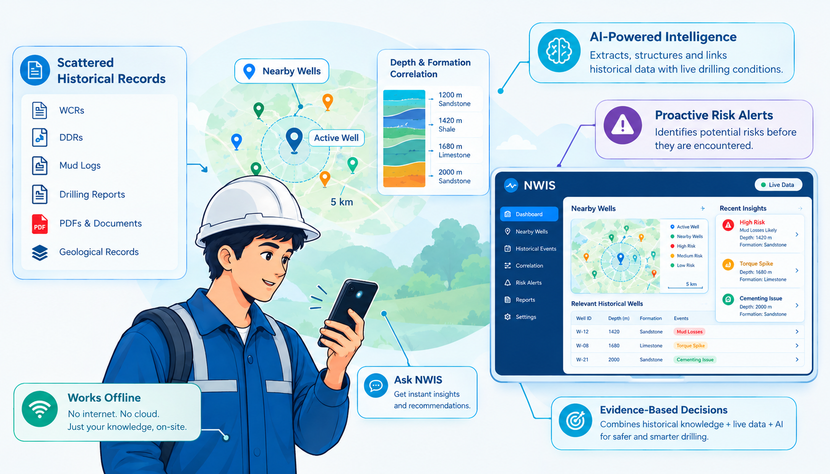 Scattered
Historical Records
WCRs
DDRs
Mud Logs
Drilling Reports
PDF
PDFs & Documents
Geological Records
Nearby Wells
Active Well
5 km
Depth & Formation
Correlation
1200 m
Sandstone
1420 m
Shale
1680 m
Limestone
2000 m
Sandstone
AI-Powered Intelligence
Extracts, structures and links
historical data with live drilling conditions.
Proactive Risk Alerts
Identifies potential risks before
they are encountered.
NWIS
Live Data
Dashboard
Nearby Wells
Historical Events
Correlation
Risk Alerts
Reports
Settings
Nearby Wells
+
Active Well
Nearby Wells
High Risk
Medium Risk
Low Risk
5 km
Recent Insights
High Risk
Mud Losses Likely
Depth: 1420 m
Formation: Sandstone
Torque Spike
Depth: 1680 m
Formation: Limestone
Cementing Issue
Depth: 2000 m
Formation: Sandstone
Relevant Historical Wells
Well ID Depth (m) Formation Events
W-12 1420 Sandstone Mud Losses
W-08 1680 Limestone Torque Spike
W-21 2000 Sandstone Cementing Issue
Works Offline
No internet. No cloud.
Just your knowledge, on-site.
Ask NWIS
Get instant insights
and recommendations.
Evidence-Based Decisions
Combines historical knowledge + live data + AI
for safer and smarter drilling.